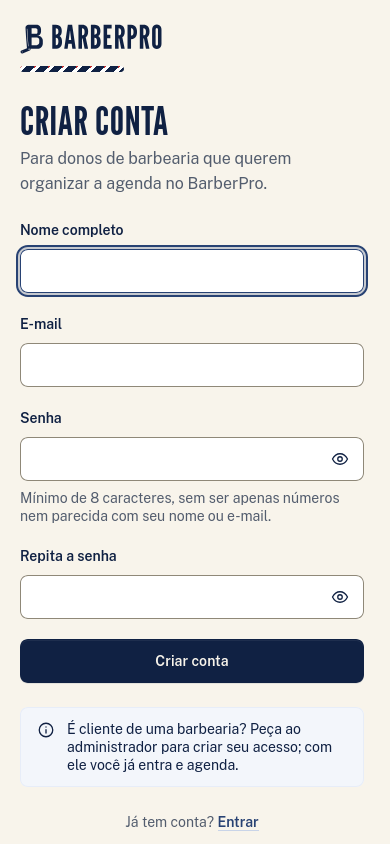 BARBERPRO
CRIAR CONTA
Para donos de barbearia que querem
organizar a agenda no BarberPro.
Nome completo
E-mail
Senha
Mínimo de 8 caracteres, sem ser apenas números
nem parecida com seu nome ou e-mail.
Repita a senha
Criar conta
É cliente de uma barbearia? Peça ao
administrador para criar seu acesso; com
ele você já entra e agenda.
Já tem conta? Entrar